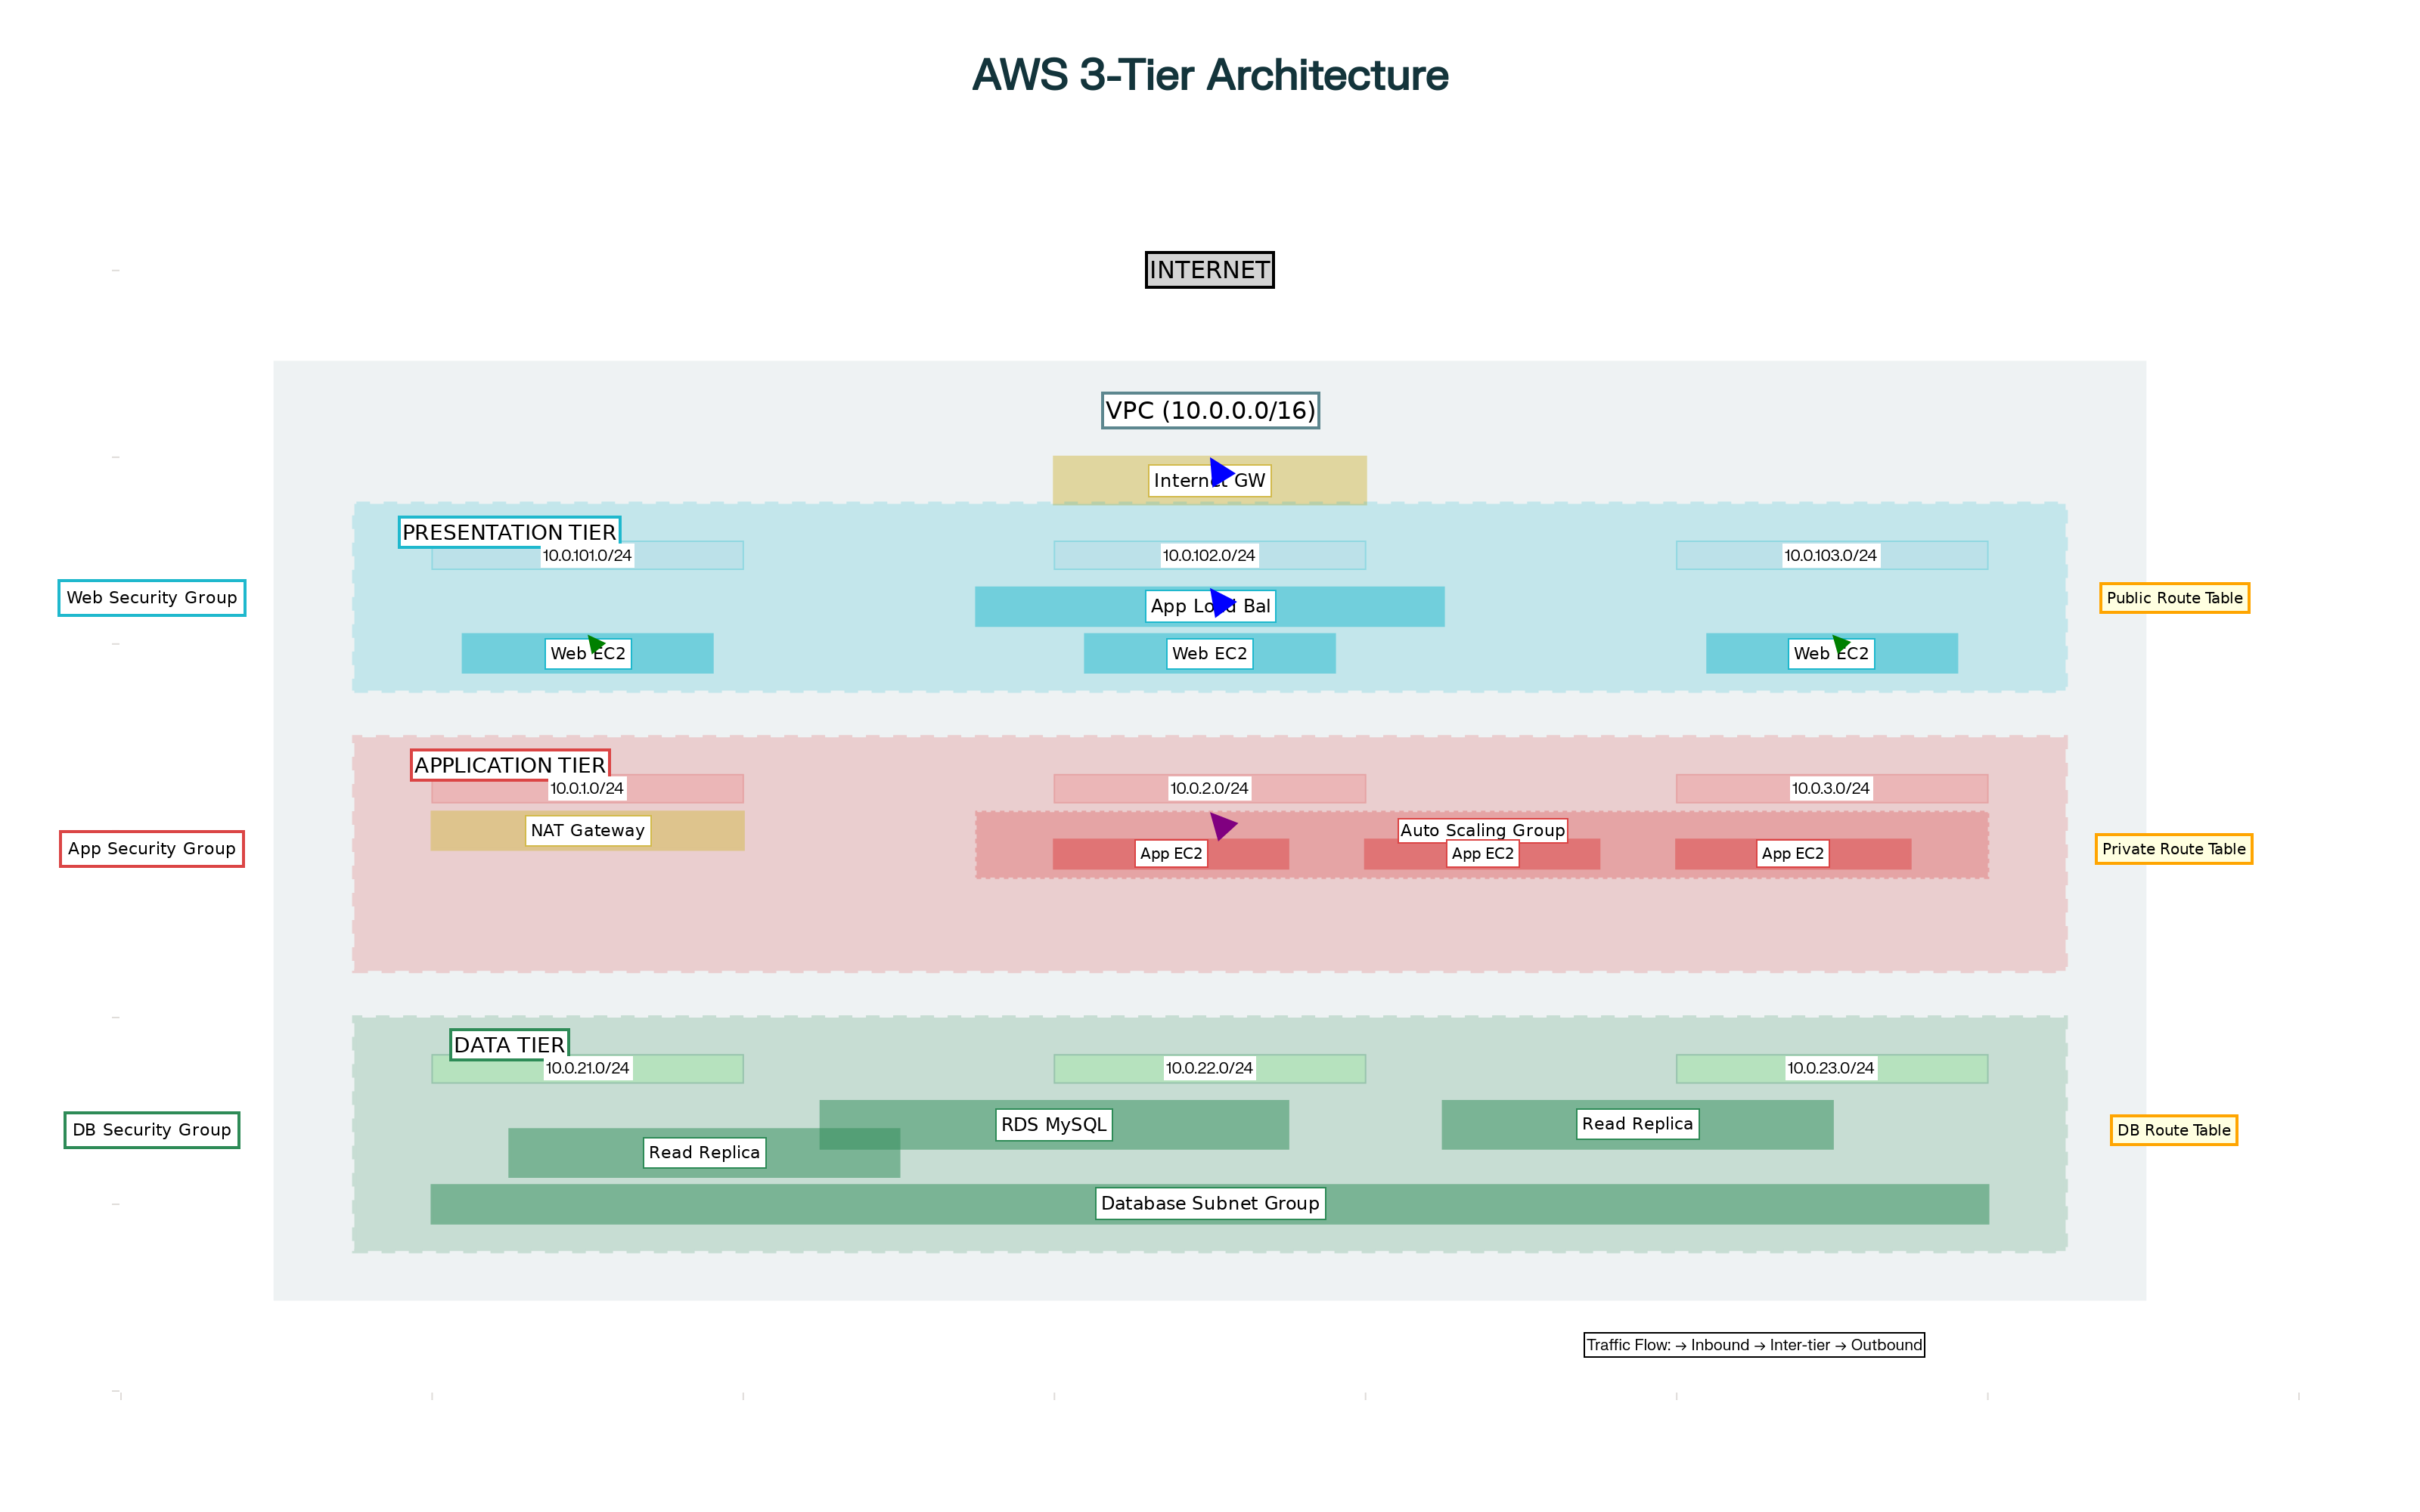 AWS 3-Tier Architecture
INTERNET
VPC (10.0.0.0/16)
Internet GW
PRESENTATION TIER
10.0.101.0/24
10.0.102.0/24
10.0.103.0/24
Web Security Group
App Load Bal
Public Route Table
Web EC2
Web EC2
Web EC2
APPLICATION TIER
10.0.1.0/24
10.0.2.0/24
10.0.3.0/24
NAT Gateway
Auto Scaling Group
App Security Group
App EC2
App EC2
App EC2
Private Route Table
DATA TIER
10.0.21.0/24
10.0.22.0/24
10.0.23.0/24
RDS MySQL
Read Replica
DB Security Group
Read Replica
DB Route Table
Database Subnet Group
Traffic Flow: → Inbound → Inter-tier → Outbound